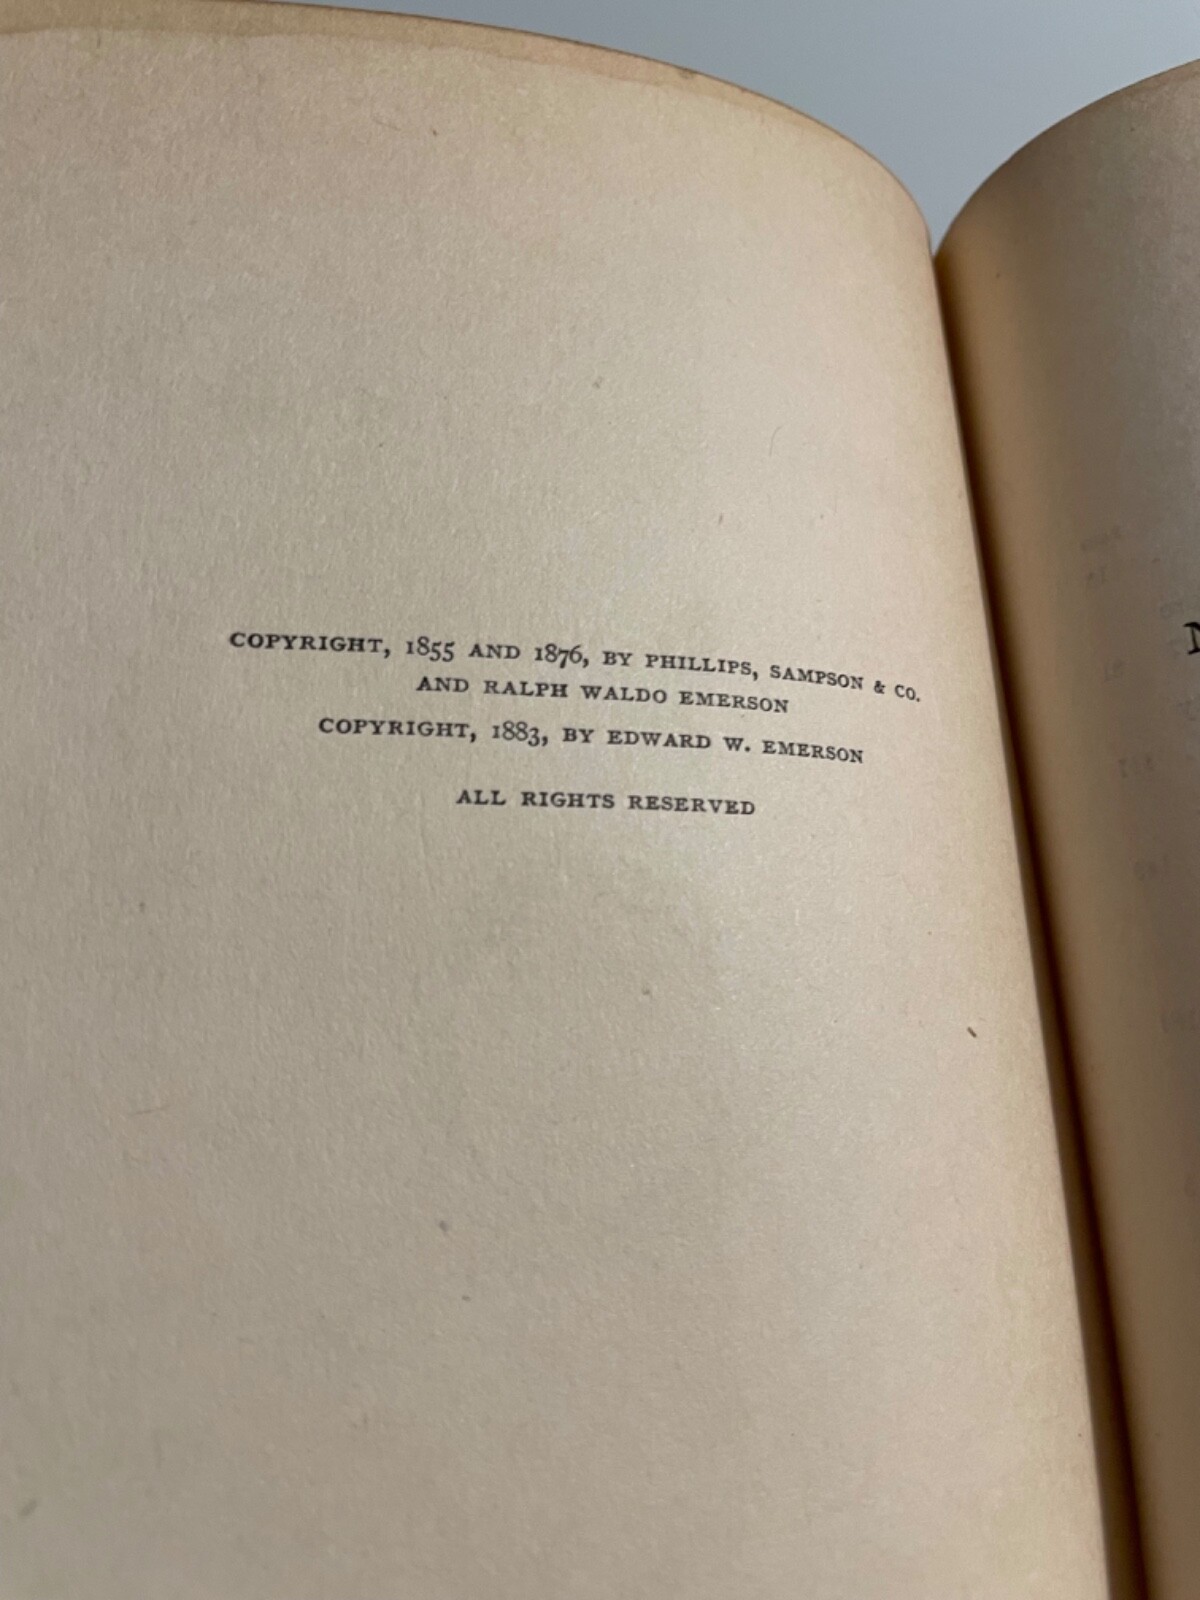 COPYRIGHT, 1855 AND 1876, BY PHILLIPS, SAMPSON & CO.
AND RALPH WALDO EMERSON
COPYRIGHT, 1883, BY EDWARD W. EMERSON
ALL RIGHTS RESERVED